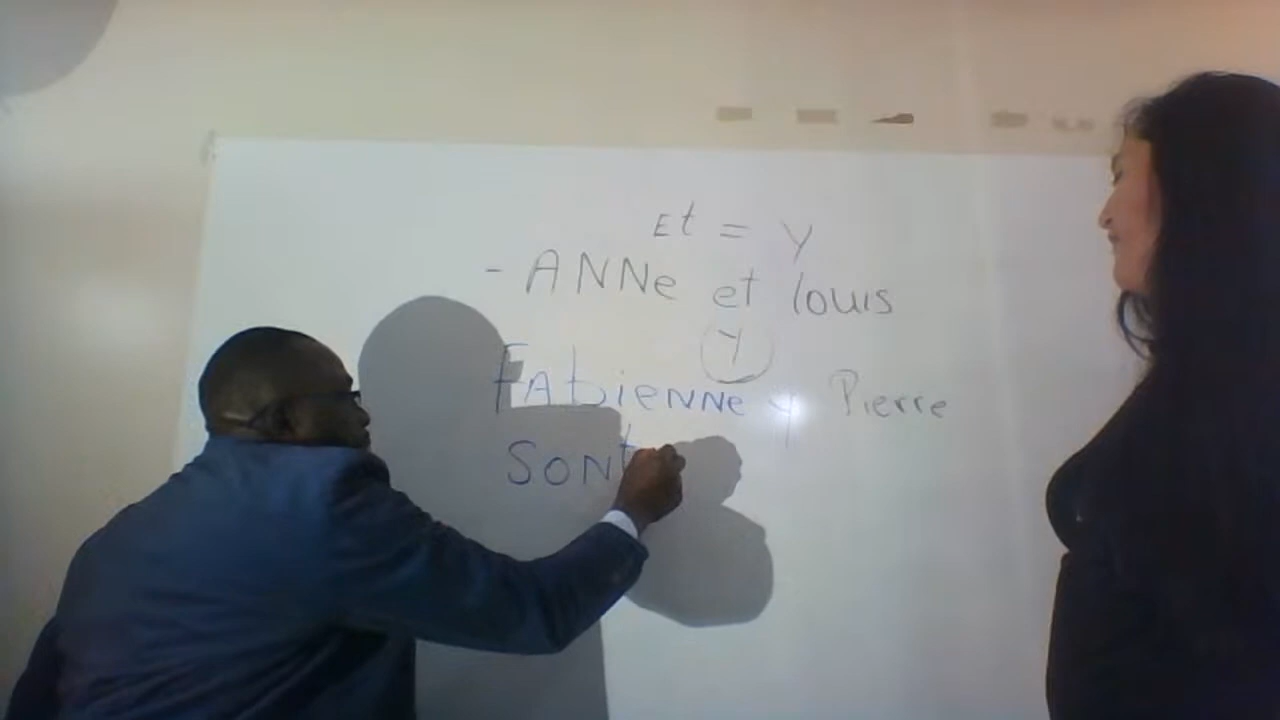 Et = y
- ANNe et louis
y
FAbienne y Pierre
SONt